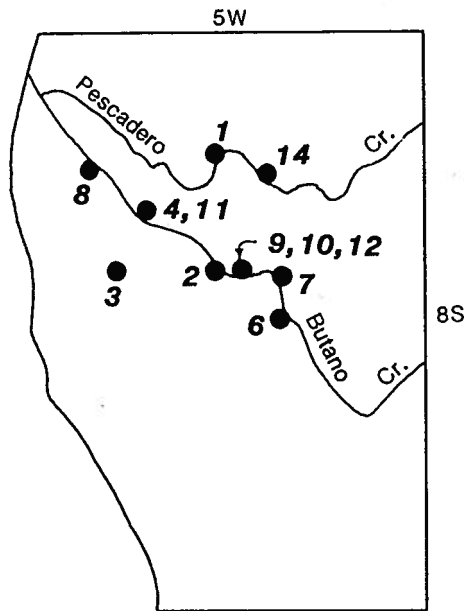 5W
Pescadero
Cr.
1
14
8
4, 11
9, 10, 12
3
2
7
6
8S
Butano
Cr.